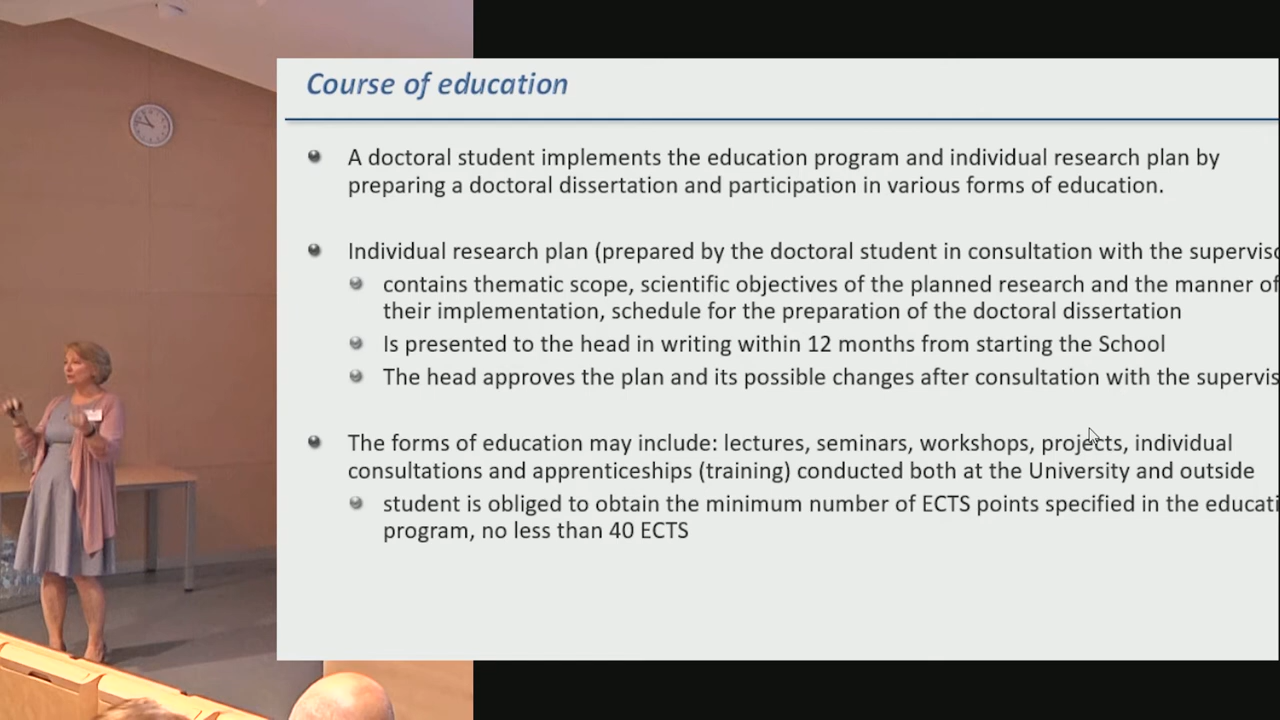 Course of education
A doctoral student implements the education program and individual research plan by
preparing a doctoral dissertation and participation in various forms of education.
Individual research plan (prepared by the doctoral student in consultation with the superviso
contains thematic scope, scientific objectives of the planned research and the manner of
their implementation, schedule for the preparation of the doctoral dissertation
Is presented to the head in writing within 12 months from starting the School
The head approves the plan and its possible changes after consultation with the supervis
The forms of education may include: lectures, seminars, workshops, projects, individual
consultations and apprenticeships (training) conducted both at the University and outside
student is obliged to obtain the minimum number of ECTS points specified in the educati
program, no less than 40 ECTS